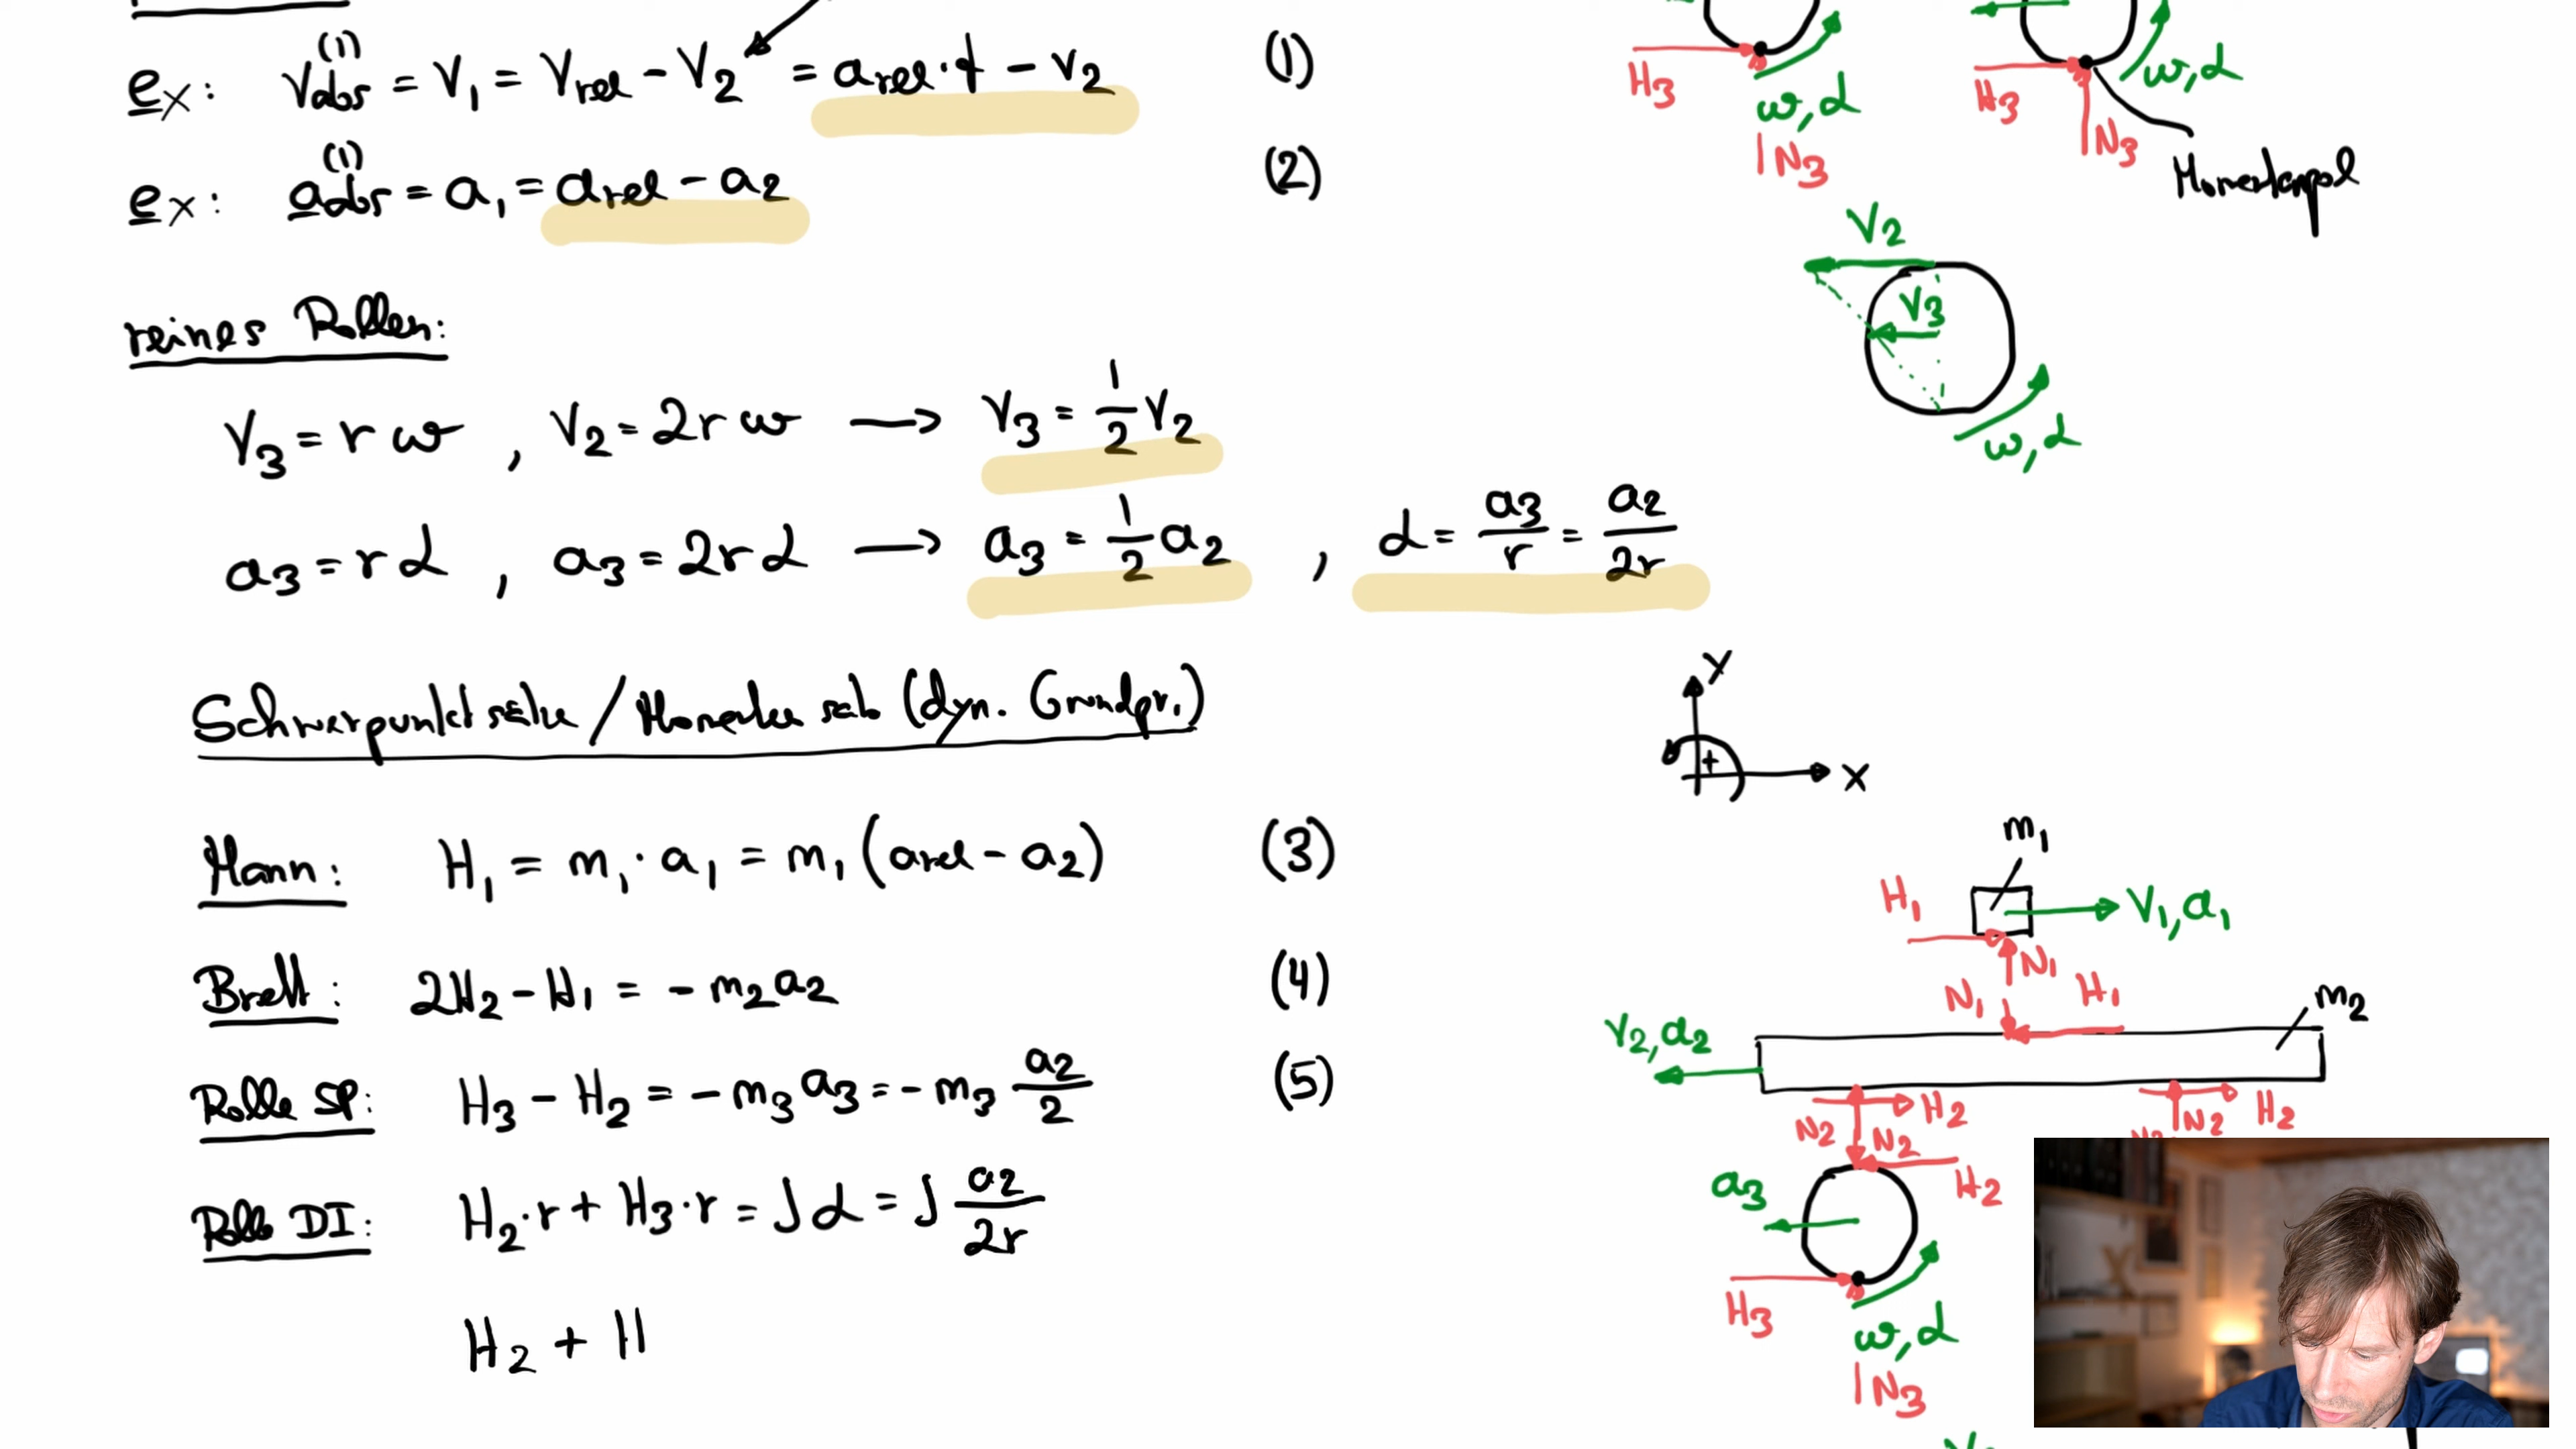 e_x: v_abs^(1) = v_1 = v_rel - v_2 = a_rel · t - v_2 (1)
e_x: a_abs^(1) = a_1 = a_rel - a_2 (2)
reines Rollen:
v_3 = r ω , v_2 = 2 r ω → v_3 = 1/2 v_2
a_3 = r α , a_3 = 2 r α → a_3 = 1/2 a_2 , α = a_3/r = a_2/2r
Schwerpunktsätze / Momentensatz (dyn. Grundgr.)
Mann: H_1 = m_1 · a_1 = m_1 (a_rel - a_2) (3)
Brett: 2H_2 - H_1 = - m_2 a_2 (4)
Rolle SP: H_3 - H_2 = - m_3 a_3 = - m_3 a_2/2 (5)
Rolle DI: H_2 · r + H_3 · r = J α = J a_2/2r
H_2 + H
H_3
ω, α
N_3
H_3
ω, α
N_3
Momentanpol
v_2
v_3
ω, α
y
+
x
m_1
H_1
v_1, a_1
N_1
N_1
H_1
m_2
v_2, a_2
H_2
N_2
N_2
N_2
H_2
H_2
a_3
H_3
ω, α
N_3